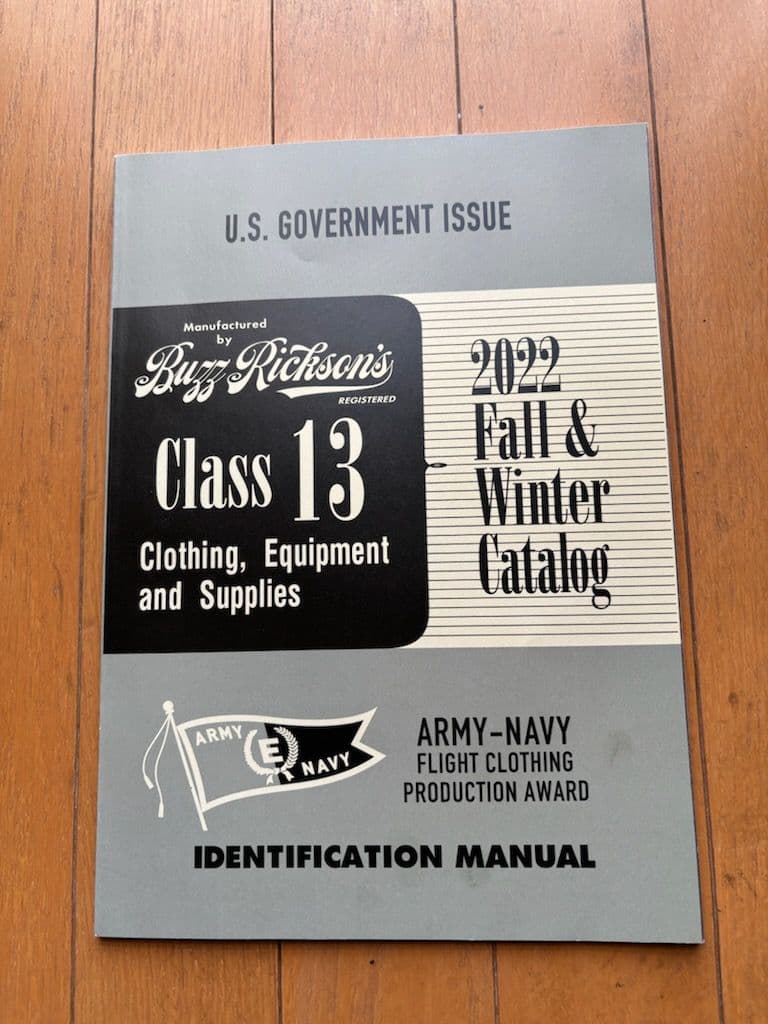 U.S. GOVERNMENT ISSUE
Manufactured
by
Buzz Rickson's
REGISTERED
Class 13
Clothing, Equipment
and Supplies
2022
Fall &
Winter
Catalog
ARMY
E
NAVY
ARMY-NAVY
FLIGHT CLOTHING
PRODUCTION AWARD
IDENTIFICATION MANUAL